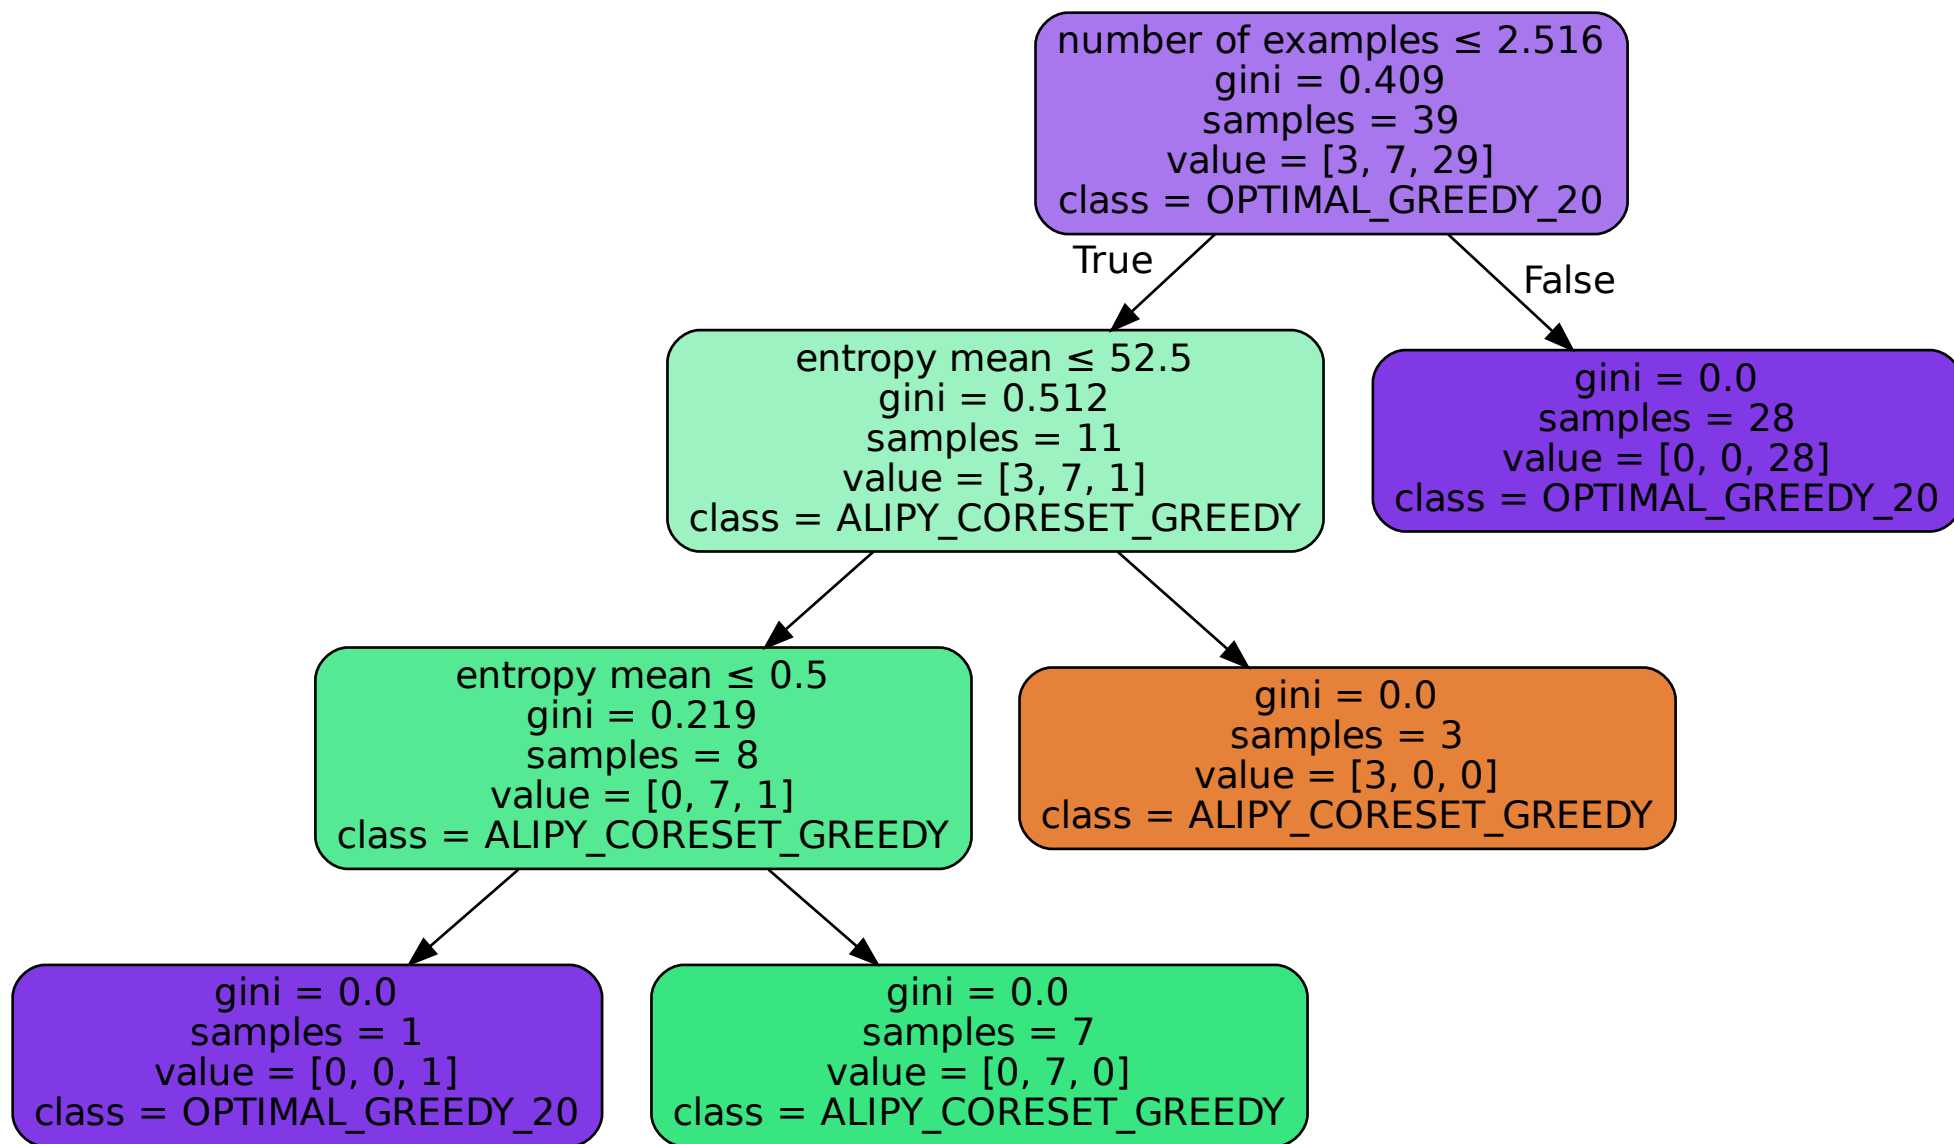 number of examples ≤ 2.516
gini = 0.409
samples = 39
value = [3, 7, 29]
class = OPTIMAL_GREEDY_20
True
False
entropy mean ≤ 52.5
gini = 0.512
samples = 11
value = [3, 7, 1]
class = ALIPY_CORESET_GREEDY
gini = 0.0
samples = 28
value = [0, 0, 28]
class = OPTIMAL_GREEDY_20
entropy mean ≤ 0.5
gini = 0.219
samples = 8
value = [0, 7, 1]
class = ALIPY_CORESET_GREEDY
gini = 0.0
samples = 3
value = [3, 0, 0]
class = ALIPY_CORESET_GREEDY
gini = 0.0
samples = 1
value = [0, 0, 1]
class = OPTIMAL_GREEDY_20
gini = 0.0
samples = 7
value = [0, 7, 0]
class = ALIPY_CORESET_GREEDY